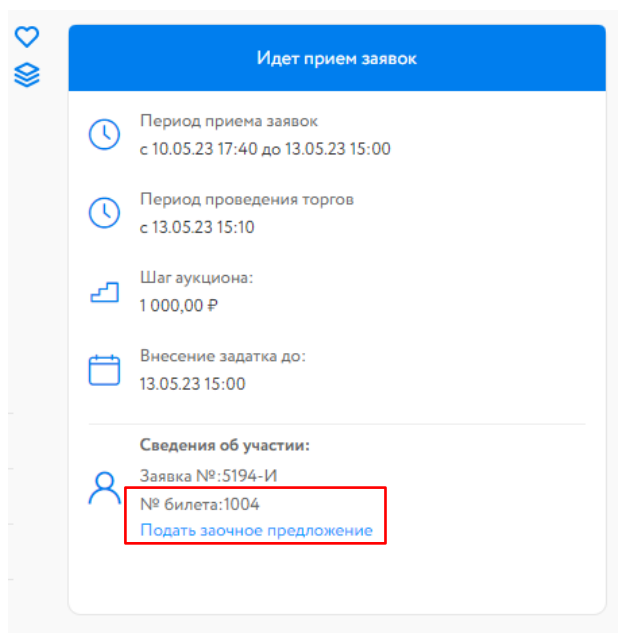 Идет прием заявок
Период приема заявок
с 10.05.23 17:40 до 13.05.23 15:00
Период проведения торгов
с 13.05.23 15:10
Шаг аукциона:
1 000,00 ₽
Внесение задатка до:
13.05.23 15:00
Сведения об участии:
Заявка №:5194-И
№ билета:1004
Подать заочное предложение